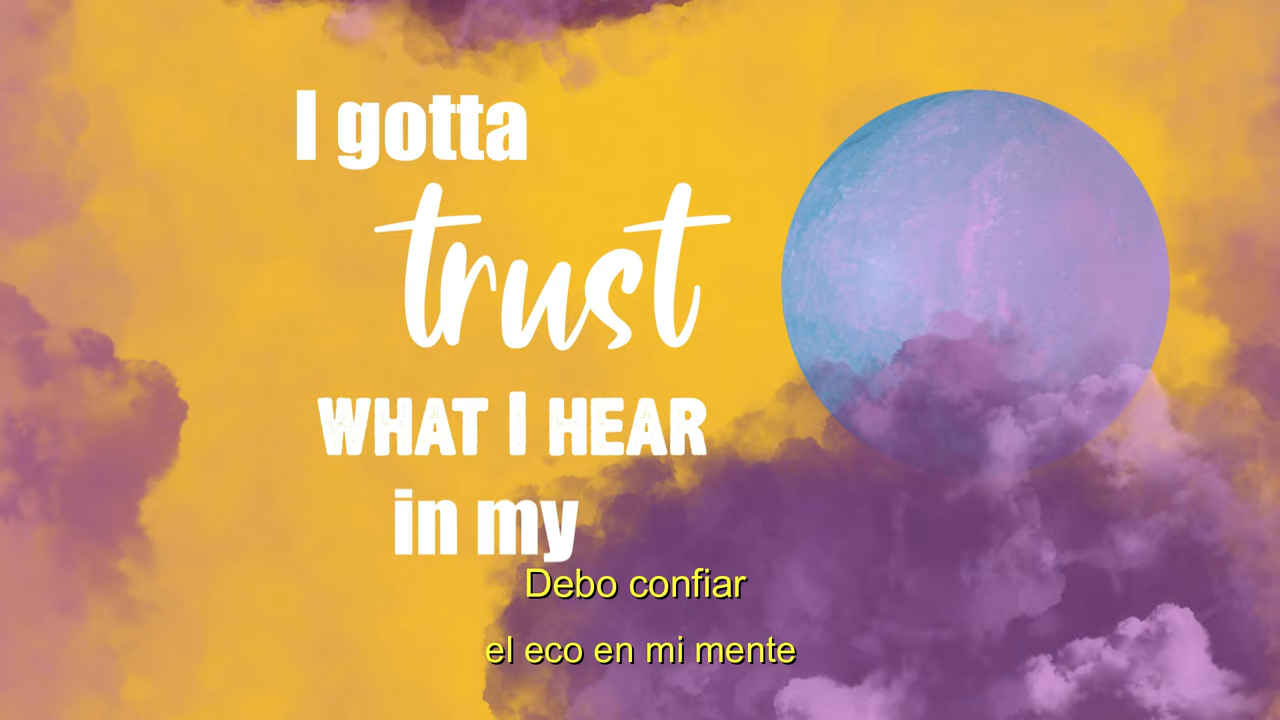 I gotta
trust
WHAT I HEAR
in my
Debo confiar
el eco en mi mente